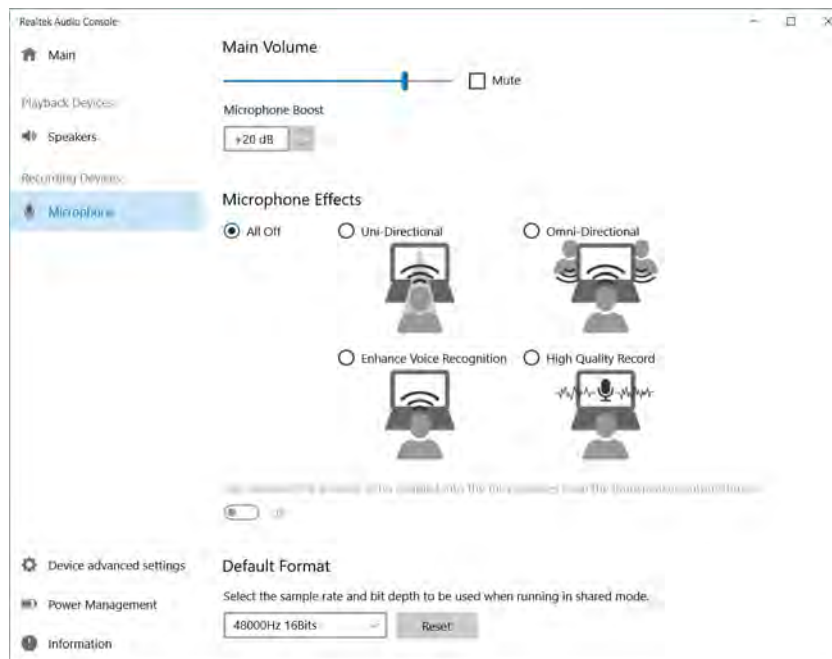 Realtek Audio Console
Main
Playback Devices
Speakers
Recording Devices
Microphone
Device advanced settings
Power Management
Information
Main Volume
Mute
Microphone Boost
+20 dB
Microphone Effects
All Off
Uni-Directional
Omni-Directional
Enhance Voice Recognition
High Quality Record
Default Format
Select the sample rate and bit depth to be used when running in shared mode.
48000Hz 16Bits
Reset